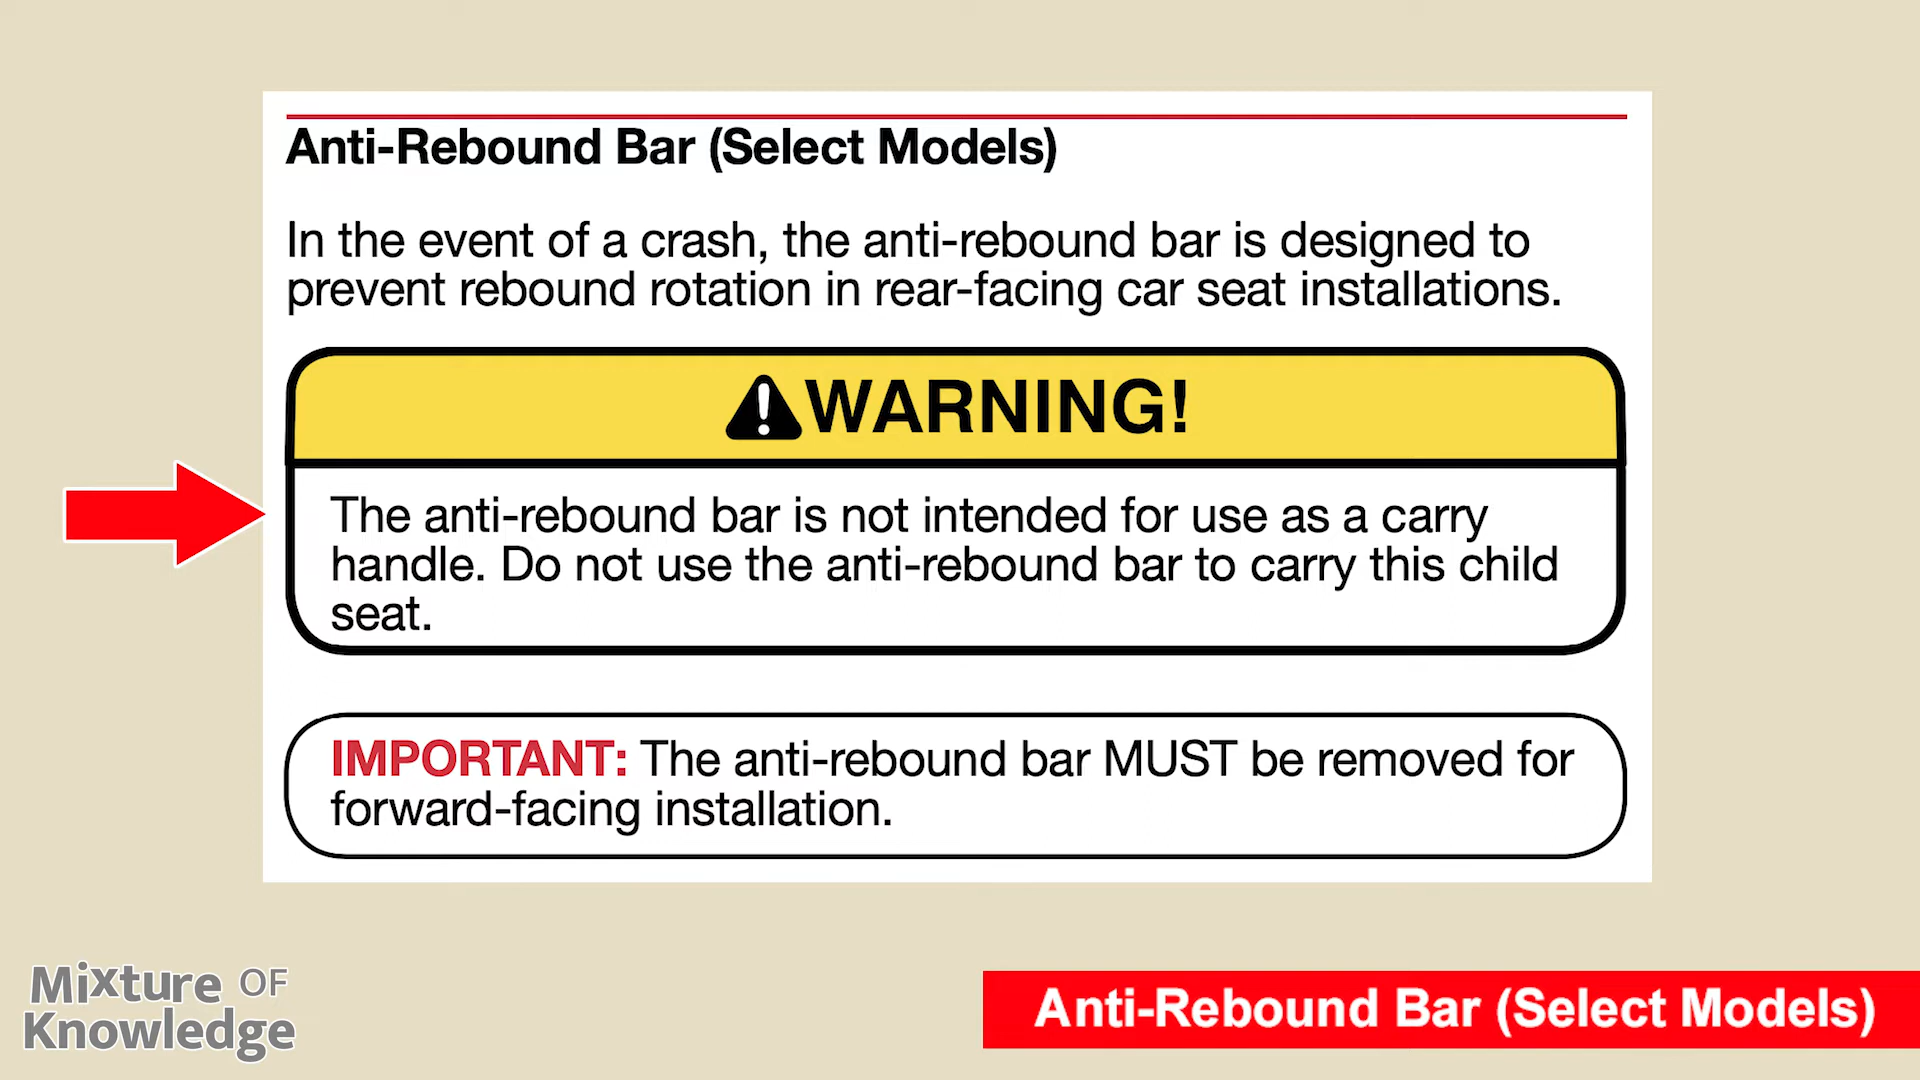 Anti-Rebound Bar (Select Models)
In the event of a crash, the anti-rebound bar is designed to
prevent rebound rotation in rear-facing car seat installations.
WARNING!
The anti-rebound bar is not intended for use as a carry
handle. Do not use the anti-rebound bar to carry this child
seat.
IMPORTANT: The anti-rebound bar MUST be removed for
forward-facing installation.
Mixture OF
Knowledge
Anti-Rebound Bar (Select Models)